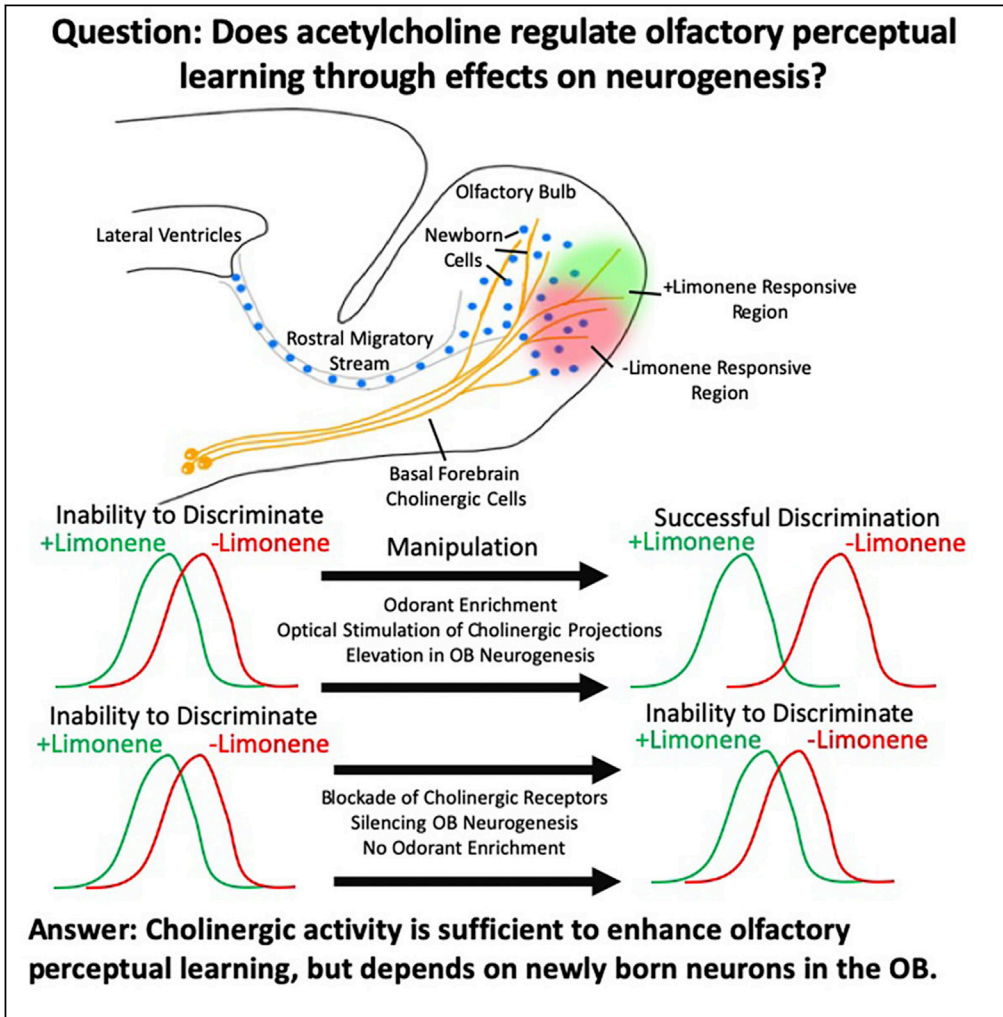 Question: Does acetylcholine regulate olfactory perceptual
learning through effects on neurogenesis?
Olfactory Bulb
Lateral Ventricles
Newborn
Cells
+Limonene Responsive
Region
Rostral Migratory
Stream
-Limonene Responsive
Region
Basal Forebrain
Cholinergic Cells
Inability to Discriminate
+Limonene -Limonene
Manipulation
Odorant Enrichment
Optical Stimulation of Cholinergic Projections
Elevation in OB Neurogenesis
Successful Discrimination
+Limonene -Limonene
Inability to Discriminate
+Limonene -Limonene
Blockade of Cholinergic Receptors
Silencing OB Neurogenesis
No Odorant Enrichment
Inability to Discriminate
+Limonene -Limonene
Answer: Cholinergic activity is sufficient to enhance olfactory
perceptual learning, but depends on newly born neurons in the OB.